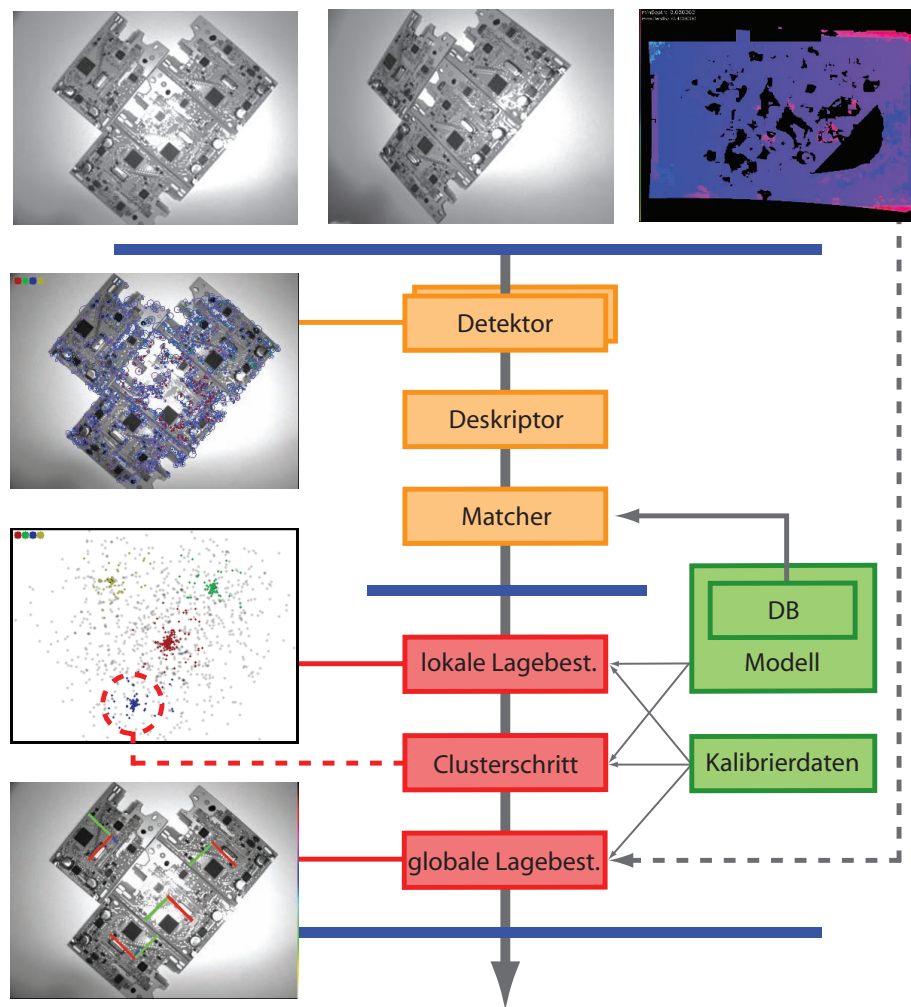 Detektor
Deskriptor
Matcher
DB
Modell
lokale Lagebest.
Clusterschritt
Kalibrierdaten
globale Lagebest.